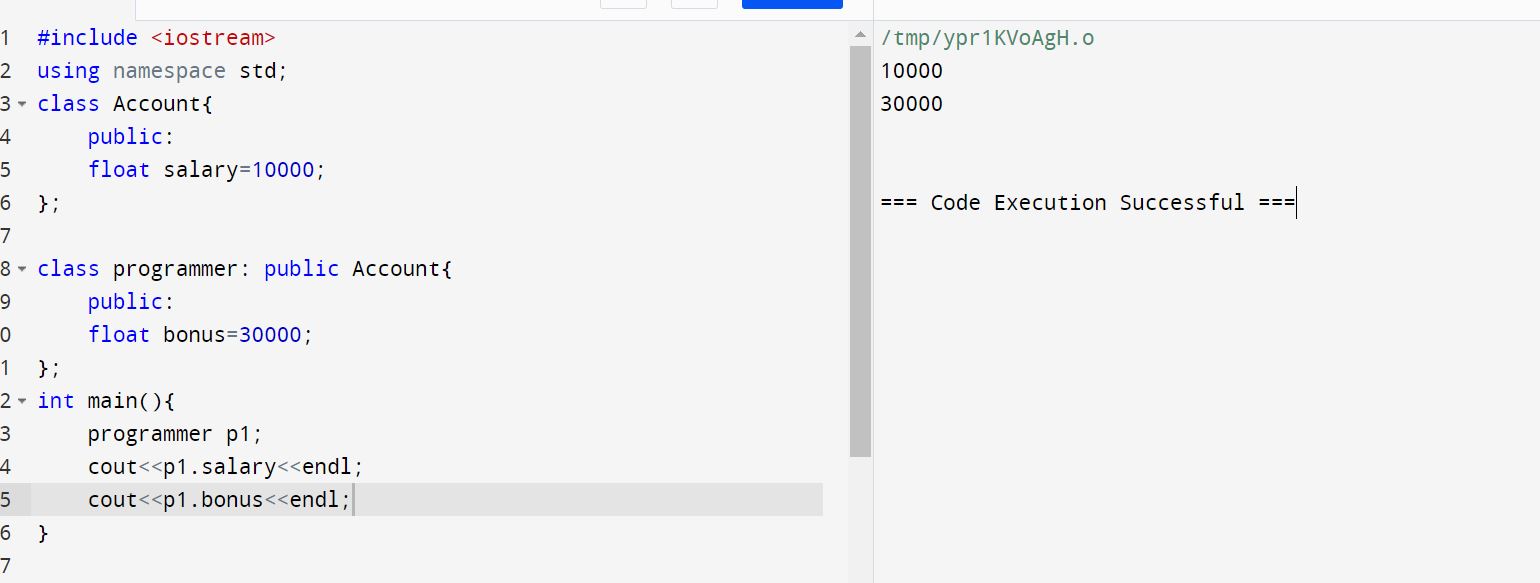 1 #include <iostream>
2 using namespace std;
3 class Account{
4 public:
5 float salary=10000;
6 };
7
8 class programmer: public Account{
9 public:
0 float bonus=30000;
1 };
2 int main(){
3 programmer p1;
4 cout<<p1.salary<<endl;
5 cout<<p1.bonus<<endl;
6 }
7
/tmp/ypr1KVoAgH.o
10000
30000
=== Code Execution Successful ===